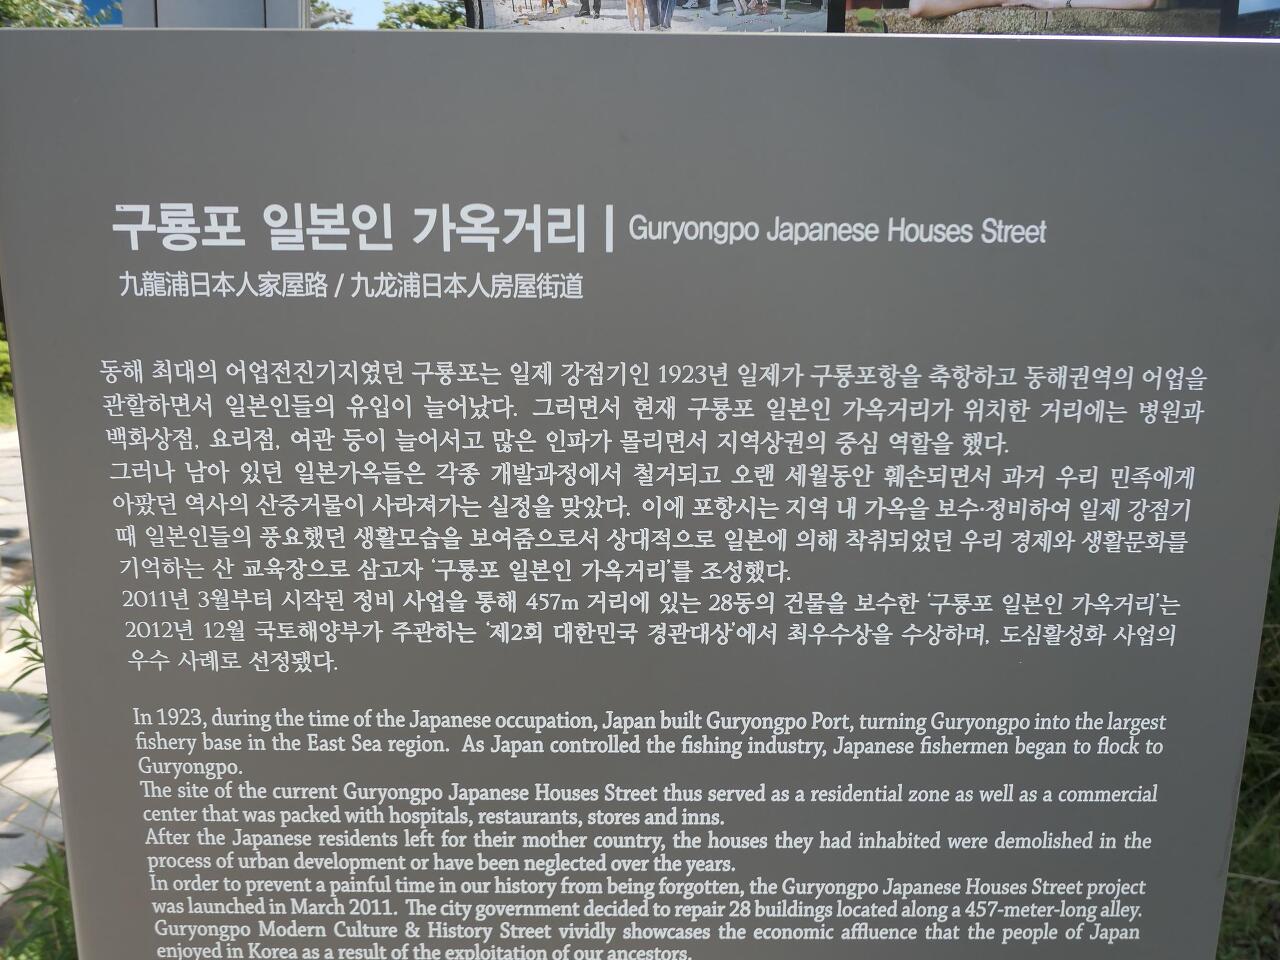 구룡포 일본인 가옥거리 | Guryongpo Japanese Houses Street
九龍浦日本人家屋路 / 九龙浦日本人房屋街道
동해 최대의 어업전진기지였던 구룡포는 일제 강점기인 1923년 일제가 구룡포항을 축항하고 동해권역의 어업을
관할하면서 일본인들의 유입이 늘어났다. 그러면서 현재 구룡포 일본인 가옥거리가 위치한 거리에는 병원과
백화상점, 요리점, 여관 등이 늘어서고 많은 인파가 몰리면서 지역상권의 중심 역할을 했다.
그러나 남아 있던 일본가옥들은 각종 개발과정에서 철거되고 오랜 세월동안 훼손되면서 과거 우리 민족에게
아팠던 역사의 산증거물이 사라져가는 실정을 맞았다. 이에 포항시는 지역 내 가옥을 보수·정비하여 일제 강점기
때 일본인들의 풍요했던 생활모습을 보여줌으로서 상대적으로 일본에 의해 착취되었던 우리 경제와 생활문화를
기억하는 산 교육장으로 삼고자 '구룡포 일본인 가옥거리'를 조성했다.
2011년 3월부터 시작된 정비 사업을 통해 457m 거리에 있는 28동의 건물을 보수한 '구룡포 일본인 가옥거리'는
2012년 12월 국토해양부가 주관하는 '제2회 대한민국 경관대상'에서 최우수상을 수상하며, 도심활성화 사업의
우수 사례로 선정됐다.
In 1923, during the time of the Japanese occupation, Japan built Guryongpo Port, turning Guryongpo into the largest
fishery base in the East Sea region. As Japan controlled the fishing industry, Japanese fishermen began to flock to
Guryongpo.
The site of the current Guryongpo Japanese Houses Street thus served as a residential zone as well as a commercial
center that was packed with hospitals, restaurants, stores and inns.
After the Japanese residents left for their mother country, the houses they had inhabited were demolished in the
process of urban development or have been neglected over the years.
In order to prevent a painful time in our history from being forgotten, the Guryongpo Japanese Houses Street project
was launched in March 2011. The city government decided to repair 28 buildings located along a 457-meter-long alley.
Guryongpo Modern Culture & History Street vividly showcases the economic affluence that the people of Japan
enjoyed in Korea as a result of the exploitation of our ancestors.